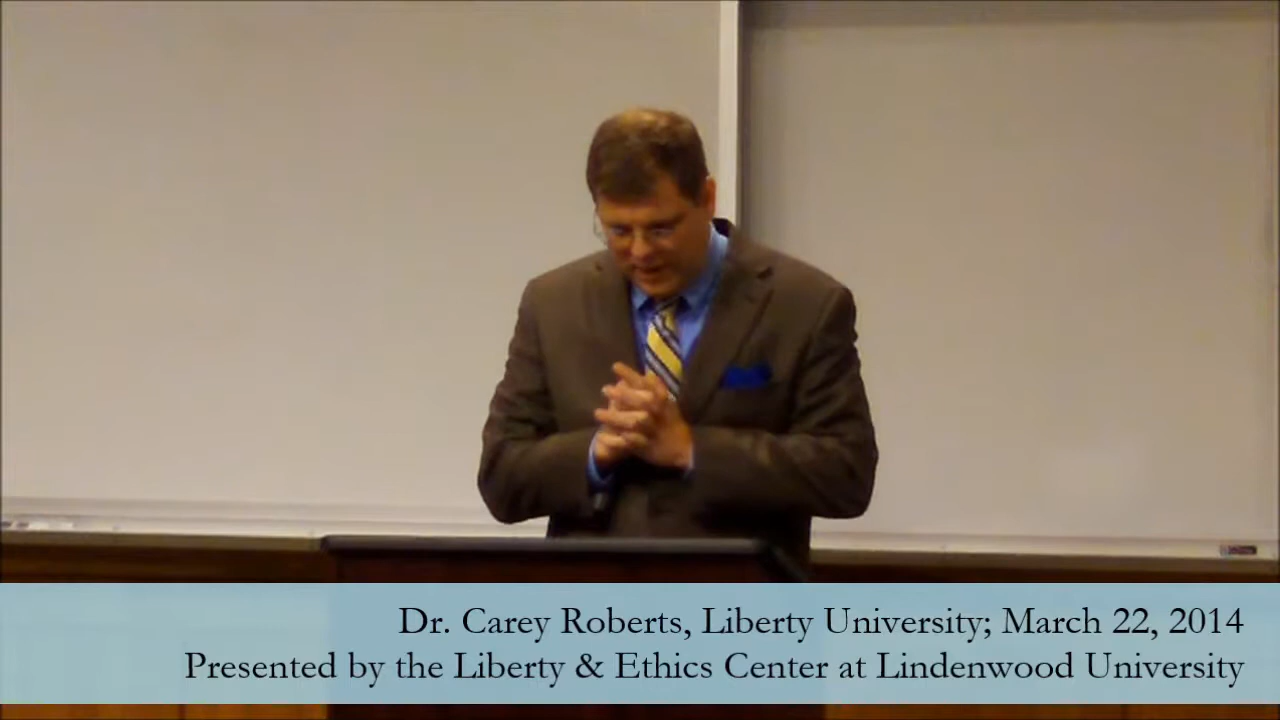 Dr. Carey Roberts, Liberty University; March 22, 2014
Presented by the Liberty & Ethics Center at Lindenwood University